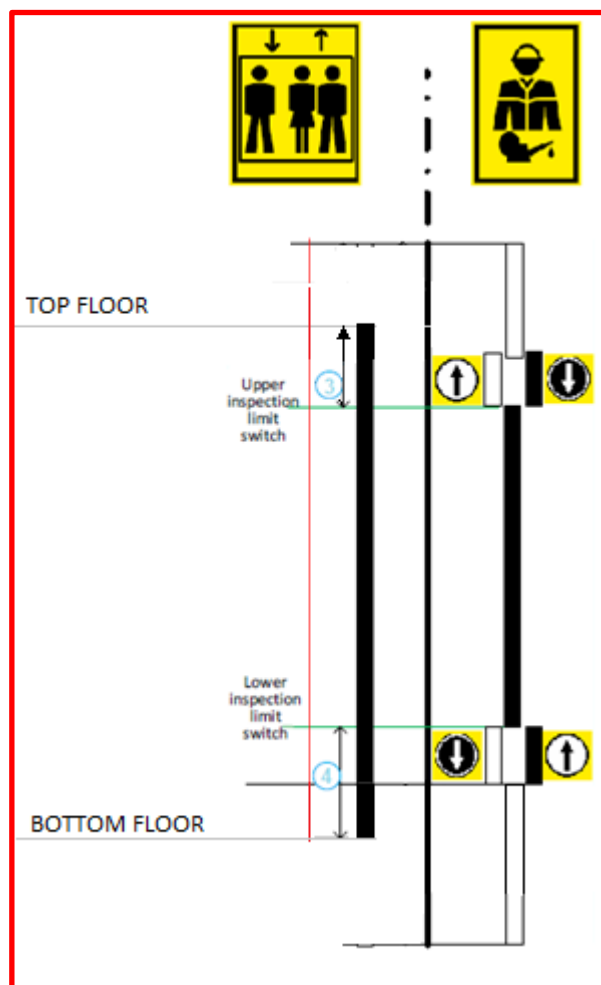 TOP FLOOR
3
Upper
inspection
limit
switch
Lower
inspection
limit
switch
4
BOTTOM FLOOR